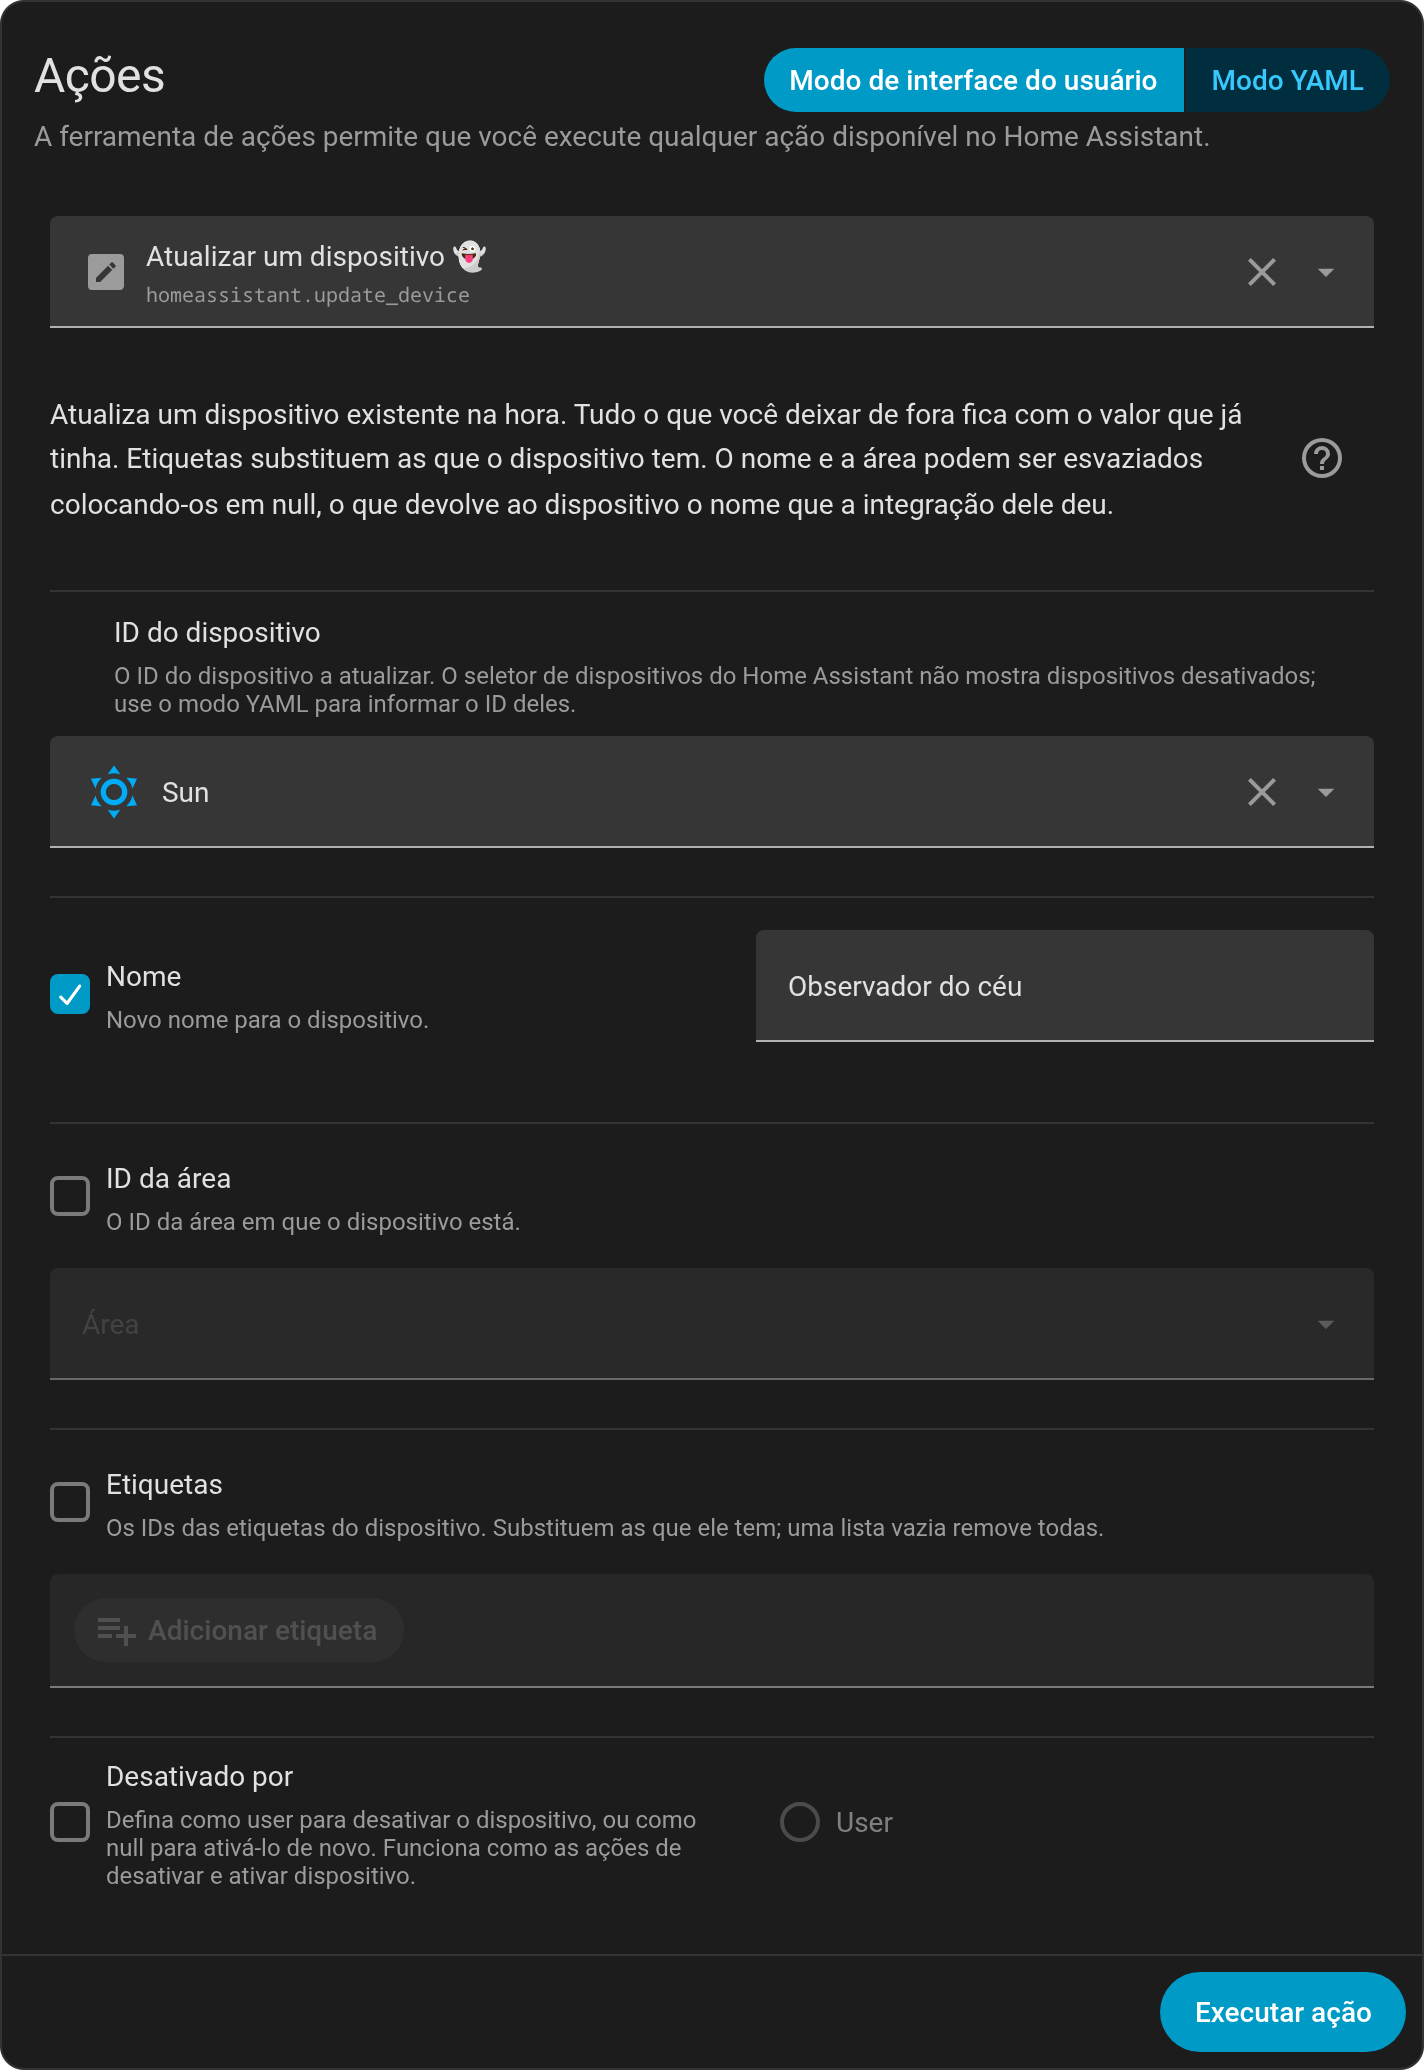 Ações
Modo de interface do usuário
Modo YAML
A ferramenta de ações permite que você execute qualquer ação disponível no Home Assistant.
Atualizar um dispositivo 👻
homeassistant.update_device
Atualiza um dispositivo existente na hora. Tudo o que você deixar de fora fica com o valor que já
tinha. Etiquetas substituem as que o dispositivo tem. O nome e a área podem ser esvaziados
colocando-os em null, o que devolve ao dispositivo o nome que a integração dele deu.
ID do dispositivo
O ID do dispositivo a atualizar. O seletor de dispositivos do Home Assistant não mostra dispositivos desativados;
use o modo YAML para informar o ID deles.
Sun
Nome
Novo nome para o dispositivo.
Observador do céu
ID da área
O ID da área em que o dispositivo está.
Área
Etiquetas
Os IDs das etiquetas do dispositivo. Substituem as que ele tem; uma lista vazia remove todas.
Adicionar etiqueta
Desativado por
Defina como user para desativar o dispositivo, ou como
null para ativá-lo de novo. Funciona como as ações de
desativar e ativar dispositivo.
User
Executar ação